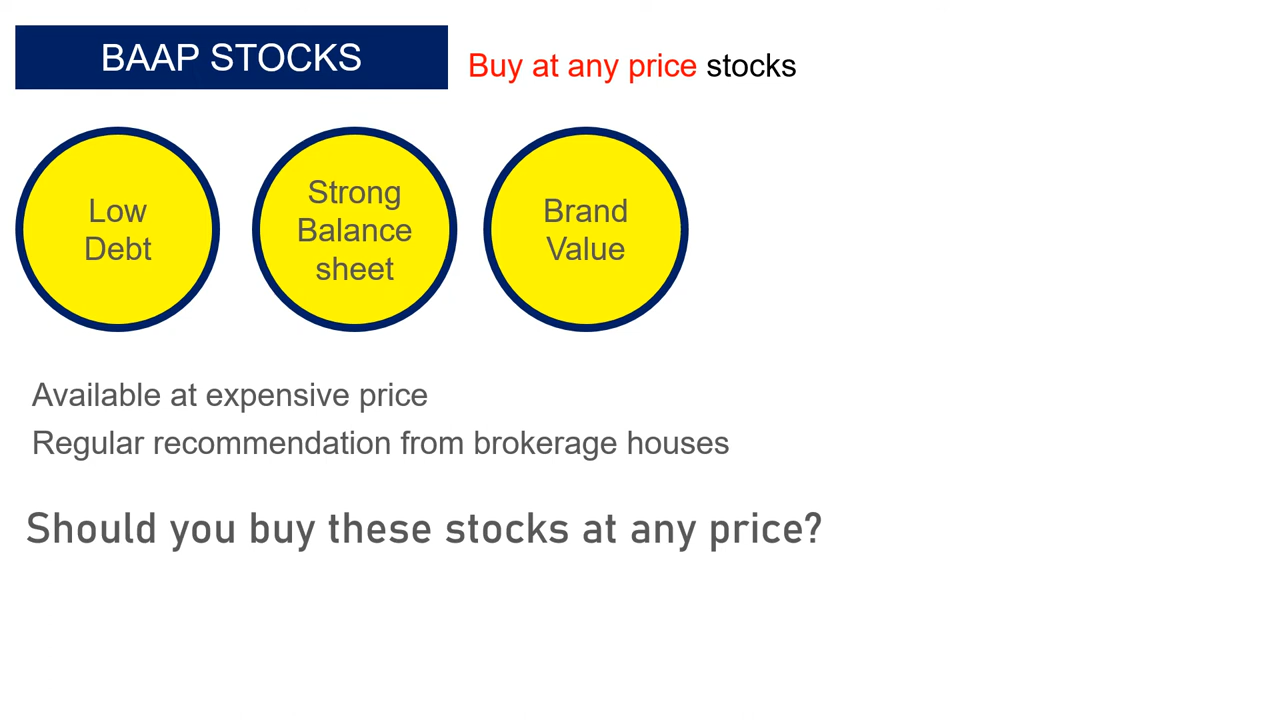 BAAP STOCKS
Buy at any price stocks
Low
Debt
Strong
Balance
sheet
Brand
Value
Available at expensive price
Regular recommendation from brokerage houses
Should you buy these stocks at any price?